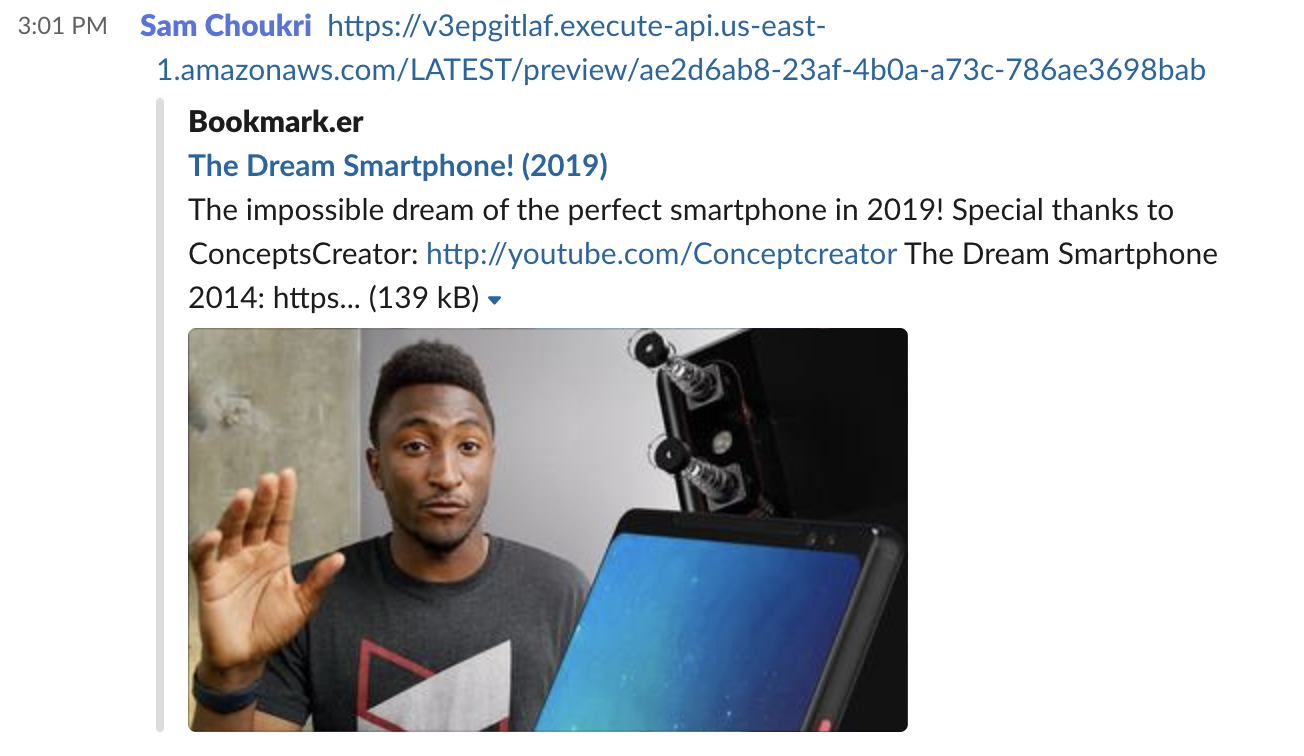 3:01 PM Sam Choukri https://v3epgitlaf.execute-api.us-east-
1.amazonaws.com/LATEST/preview/ae2d6ab8-23af-4b0a-a73c-786ae3698bab
Bookmark.er
The Dream Smartphone! (2019)
The impossible dream of the perfect smartphone in 2019! Special thanks to
ConceptsCreator: http://youtube.com/Conceptcreator The Dream Smartphone
2014: https... (139 kB)